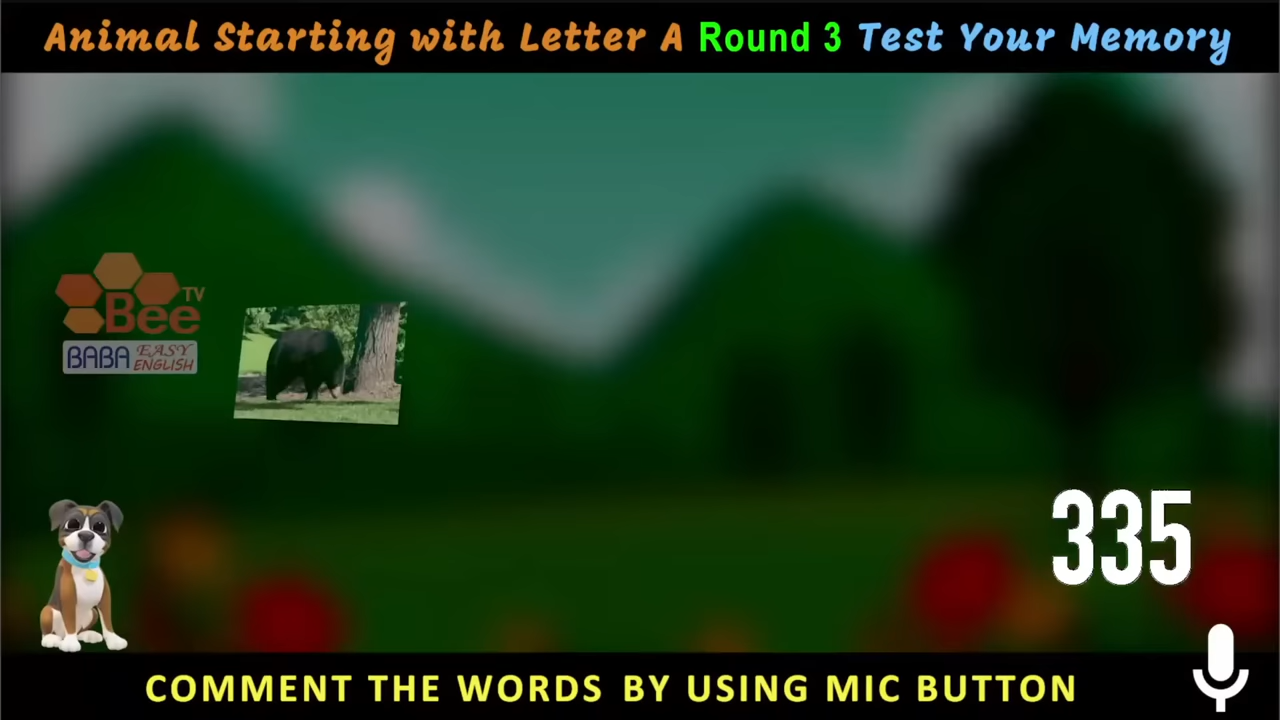 Animal Starting with Letter A Round 3 Test Your Memory
Bee TV
BABA EASY ENGLISH
335
COMMENT THE WORDS BY USING MIC BUTTON